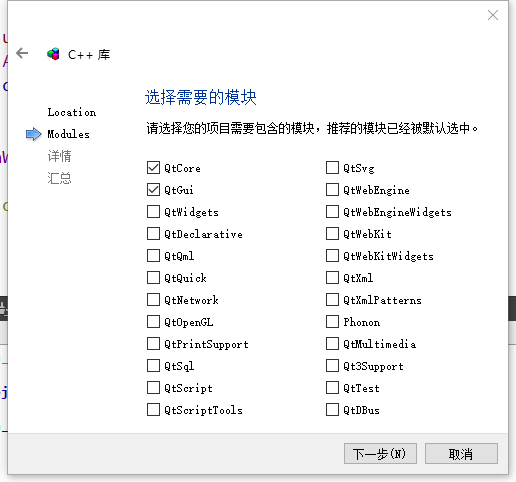 C++ 库
Location
Modules
详情
汇总
选择需要的模块
请选择您的项目需要包含的模块，推荐的模块已经被默认选中。
QtCore
QtGui
QtWidgets
QtDeclarative
QtQml
QtQuick
QtNetwork
QtOpenGL
QtPrintSupport
QtSql
QtScript
QtScriptTools
QtSvg
QtWebEngine
QtWebEngineWidgets
QtWebKit
QtWebKitWidgets
QtXml
QtXmlPatterns
Phonon
QtMultimedia
Qt3Support
QtTest
QtDBus
下一步(N)
取消